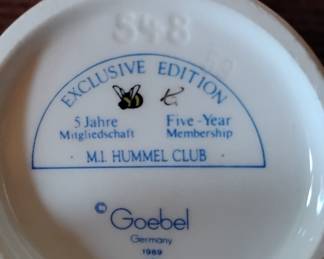 548
EXCLUSIVE EDITION
5 Jahre Five-Year
Mitgliedschaft Membership
· M.I. HUMMEL CLUB ·
© Goebel
Germany
1989